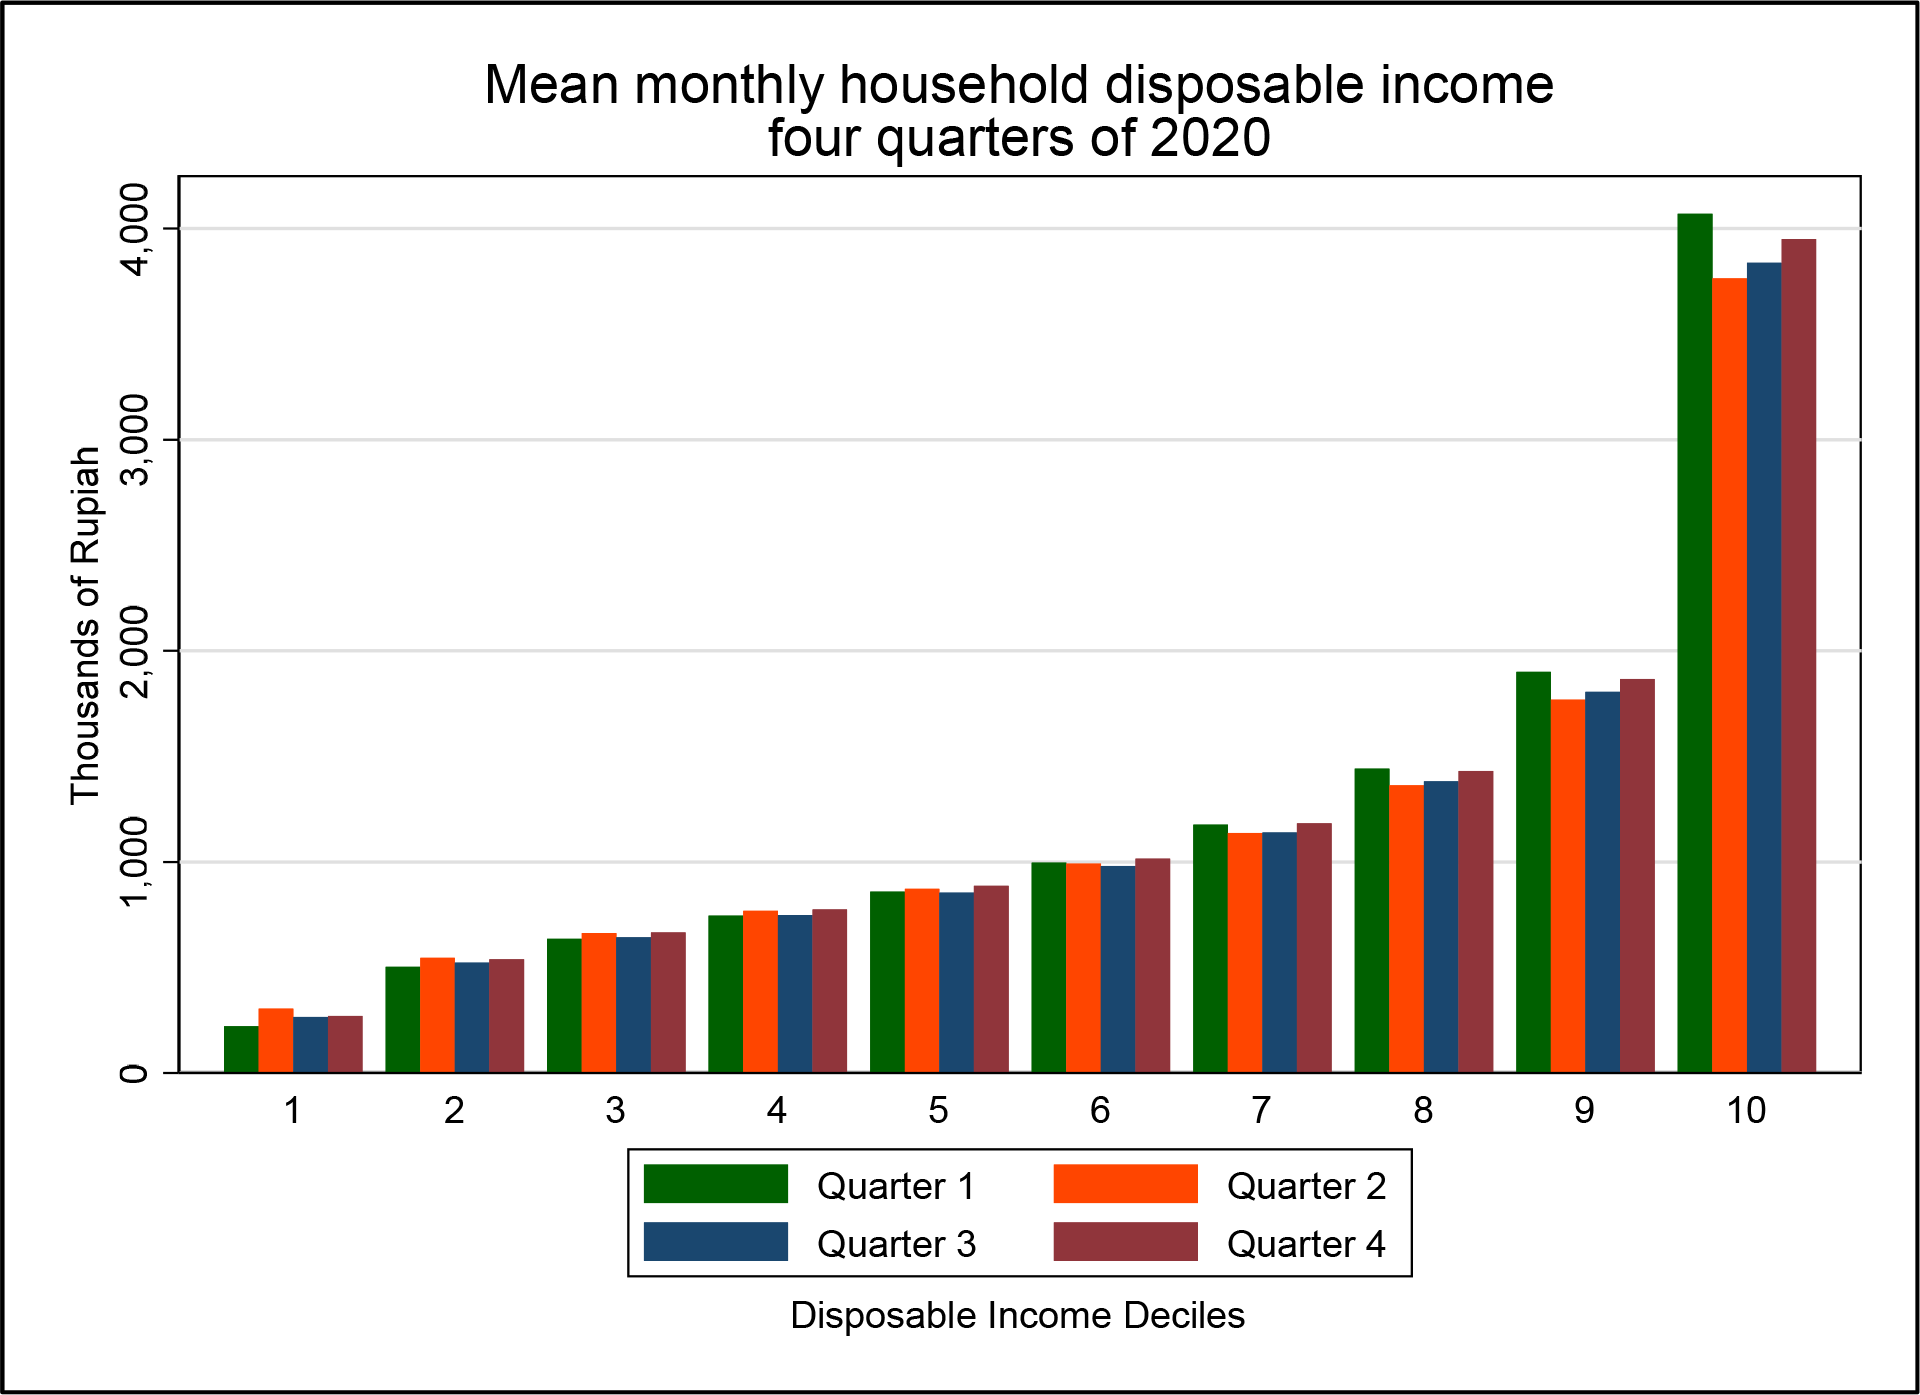 Mean monthly household disposable income
four quarters of 2020
Thousands of Rupiah
4,000
3,000
2,000
1,000
0
1 2 3 4 5 6 7 8 9 10
Quarter 1 Quarter 2
Quarter 3 Quarter 4
Disposable Income Deciles